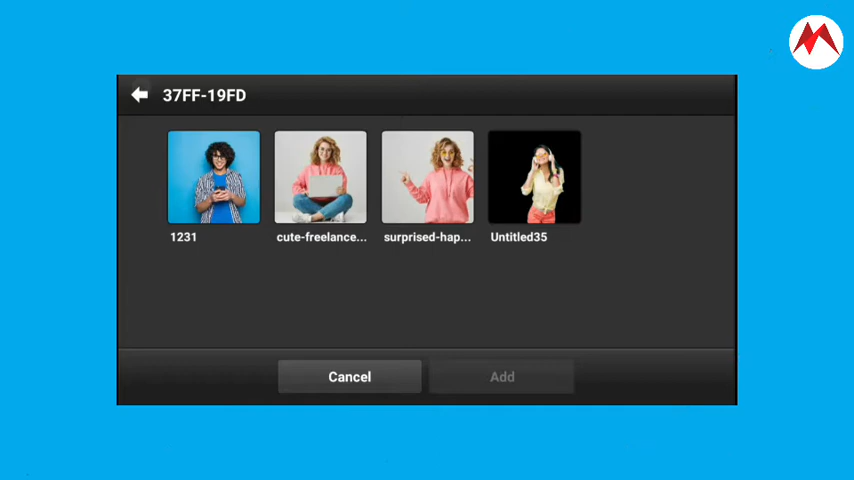 37FF-19FD
1231
cute-freelance...
surprised-hap...
Untitled35
Cancel
Add